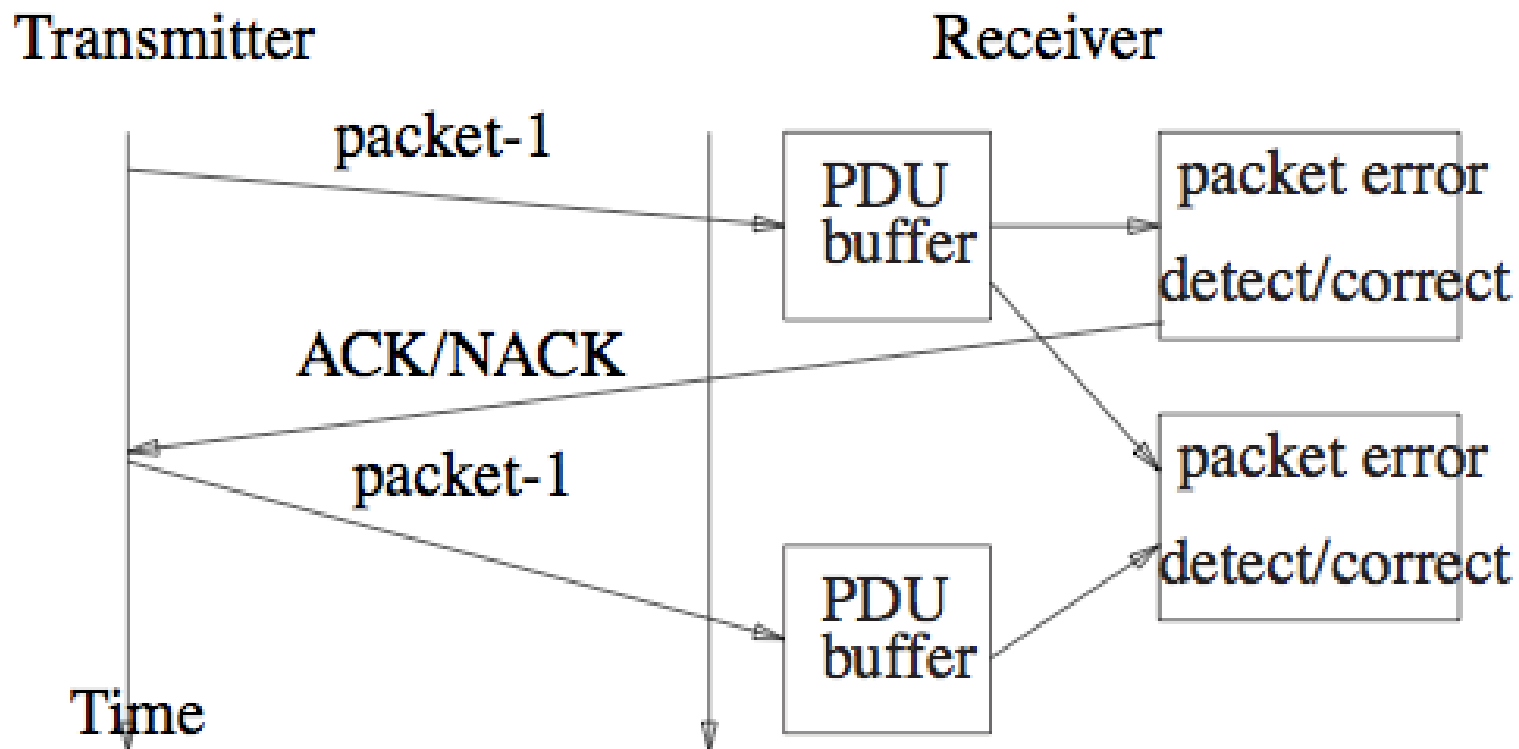 Transmitter
Receiver
packet-1
PDU
buffer
packet error
detect/correct
ACK/NACK
packet-1
packet error
detect/correct
PDU
buffer
Time